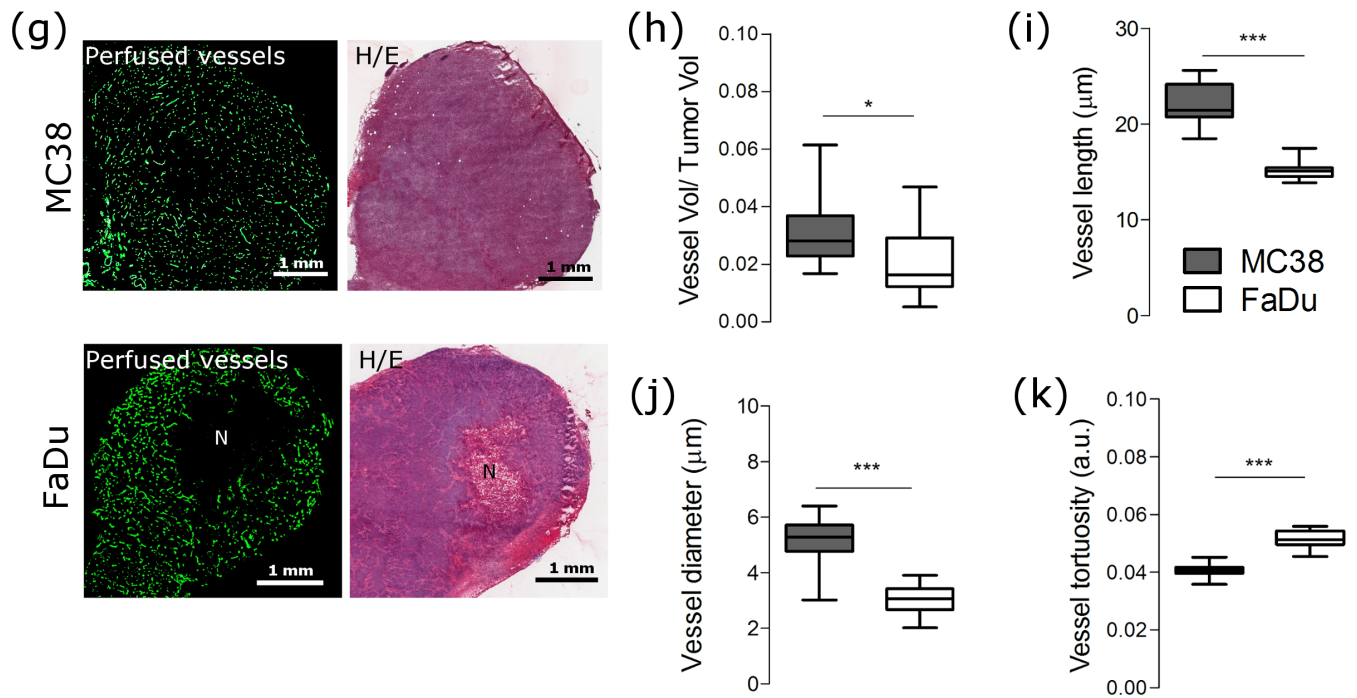 (g)
MC38
Perfused vessels
1 mm
H/E
1 mm
FaDu
Perfused vessels
N
1 mm
H/E
N
1 mm
(h)
Vessel Vol/ Tumor Vol
0.10
0.08
0.06
0.04
0.02
0.00
*
(i)
Vessel length (μm)
30
20
10
0
***
MC38
FaDu
(j)
Vessel diameter (μm)
10
8
6
4
2
0
***
(k)
Vessel tortuosity (a.u.)
0.10
0.08
0.06
0.04
0.02
0.00
***